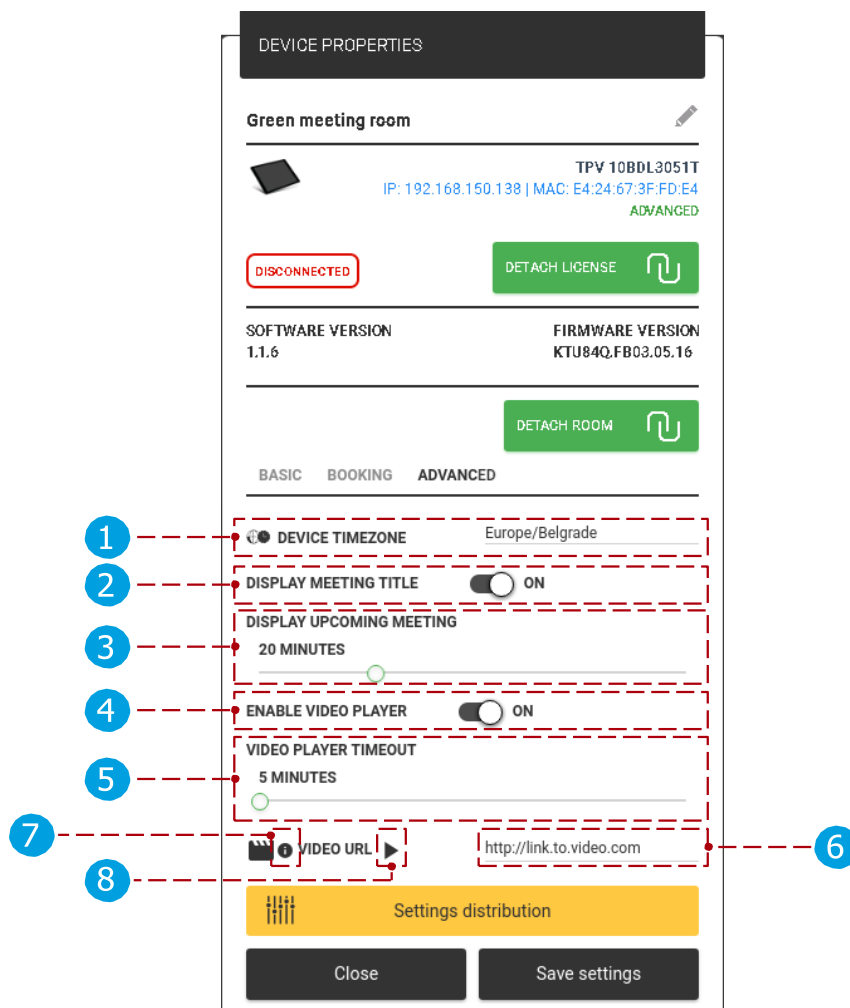 DEVICE PROPERTIES
Green meeting room
TPV 10BDL3051T
IP: 192.168.150.138 | MAC: E4:24:67:3F:FD:E4
ADVANCED
DISCONNECTED
DETACH LICENSE
SOFTWARE VERSION FIRMWARE VERSION
1.1.6 KTU84Q.FB03.05.16
DETACH ROOM
BASIC BOOKING ADVANCED
1 DEVICE TIMEZONE Europe/Belgrade
2 DISPLAY MEETING TITLE ON
DISPLAY UPCOMING MEETING
3 20 MINUTES
4 ENABLE VIDEO PLAYER ON
VIDEO PLAYER TIMEOUT
5 5 MINUTES
7 VIDEO URL http://link.to.video.com 6
8
Settings distribution
Close Save settings